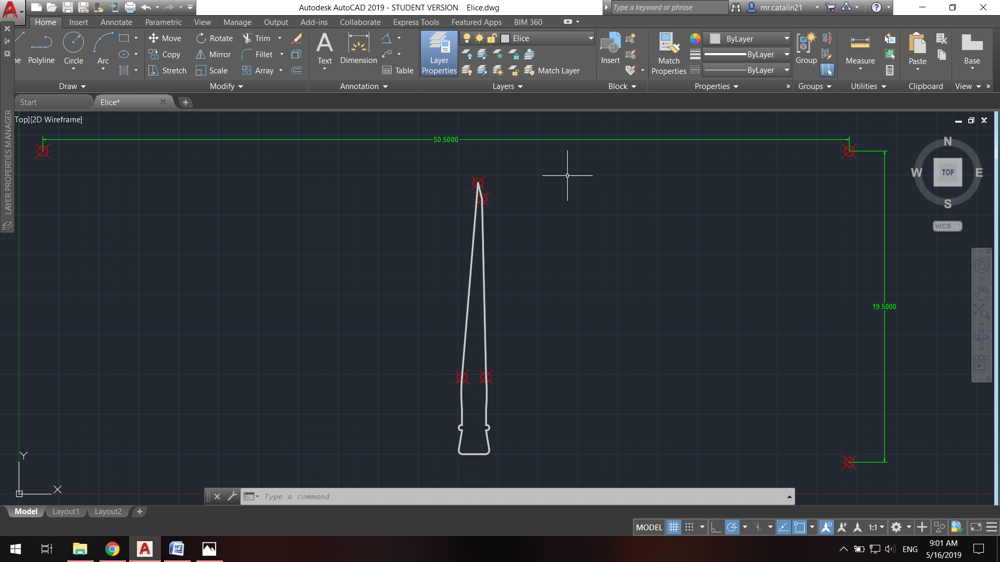 Autodesk AutoCAD 2019 - STUDENT VERSION Elice.dwg
Type a keyword or phrase
mr.catalin21
Home Insert Annotate Parametric View Manage Output Add-ins Collaborate Express Tools Featured Apps BIM 360
Polyline Circle Arc
Move Rotate Trim
Copy Mirror Fillet
Stretch Scale Array
Text Dimension Table
Layer Properties
Elice
Match Layer
Insert
Match Properties
ByLayer
ByLayer
ByLayer
Group
Measure
Paste
Base
Draw Modify Annotation Layers Block Properties Groups Utilities Clipboard View
Start Elice*
LAYER PROPERTIES MANAGER
Top][2D Wireframe]
50.5000
N
W TOP E
S
WCS
19.5000
Y
X
Type a command
Model Layout1 Layout2
MODEL 1:1
ENG
9:01 AM
5/16/2019